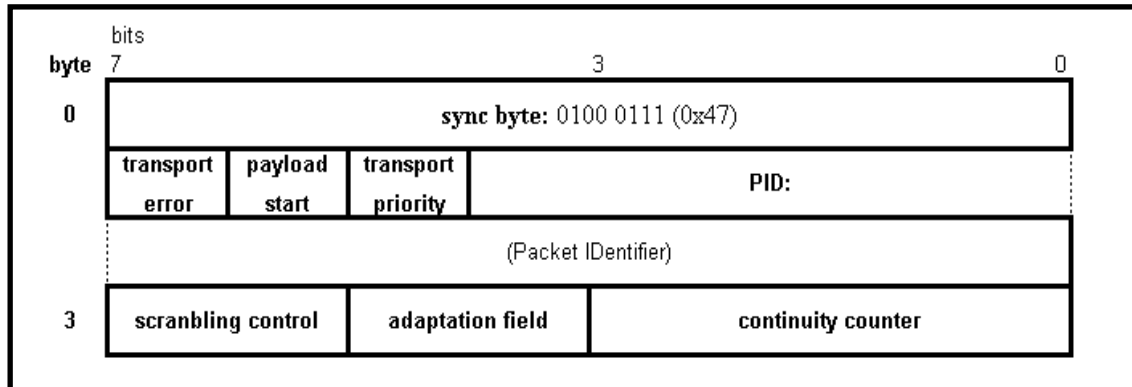 bits
byte 7 3 0
0 sync byte: 0100 0111 (0x47)
transport payload transport
PID:
error start priority
(Packet IDentifier)
3 scranbling control adaptation field continuity counter